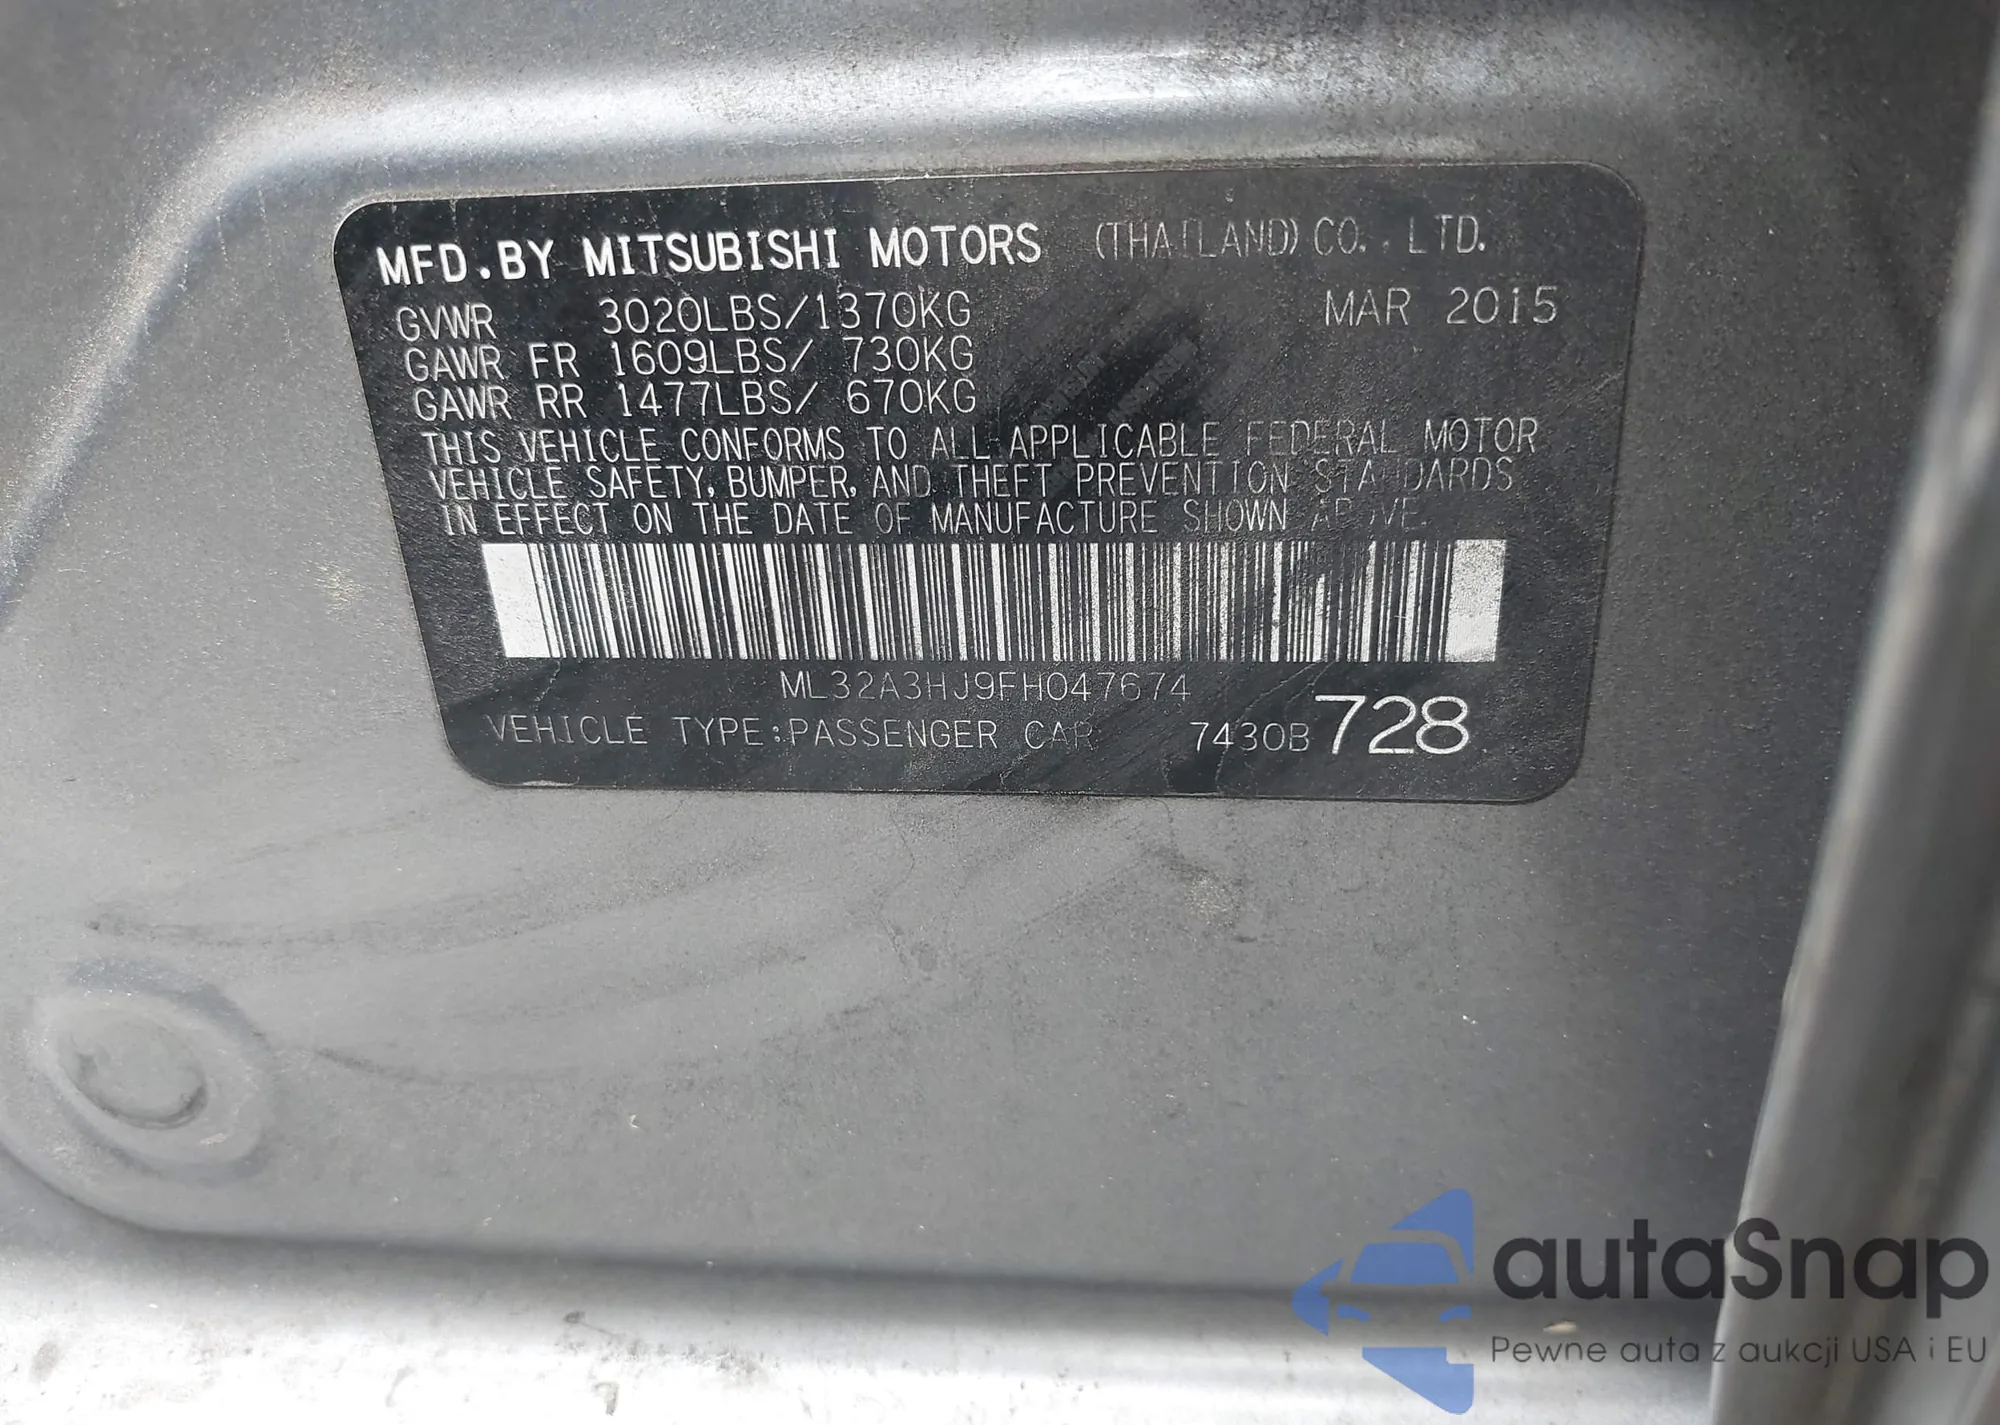 MFD.BY MITSUBISHI MOTORS (THAILAND) CO., LTD.
GVWR 3020LBS/1370KG MAR 2015
GAWR FR 1609LBS/ 730KG
GAWR RR 1477LBS/ 670KG
THIS VEHICLE CONFORMS TO ALL APPLICABLE FEDERAL MOTOR
VEHICLE SAFETY, BUMPER, AND THEFT PREVENTION STANDARDS
IN EFFECT ON THE DATE OF MANUFACTURE SHOWN ABOVE.
ML32A3HJ9FH047674
VEHICLE TYPE:PASSENGER CAR 7430B 728
autaSnap
Pewne auta z aukcji USA i EU